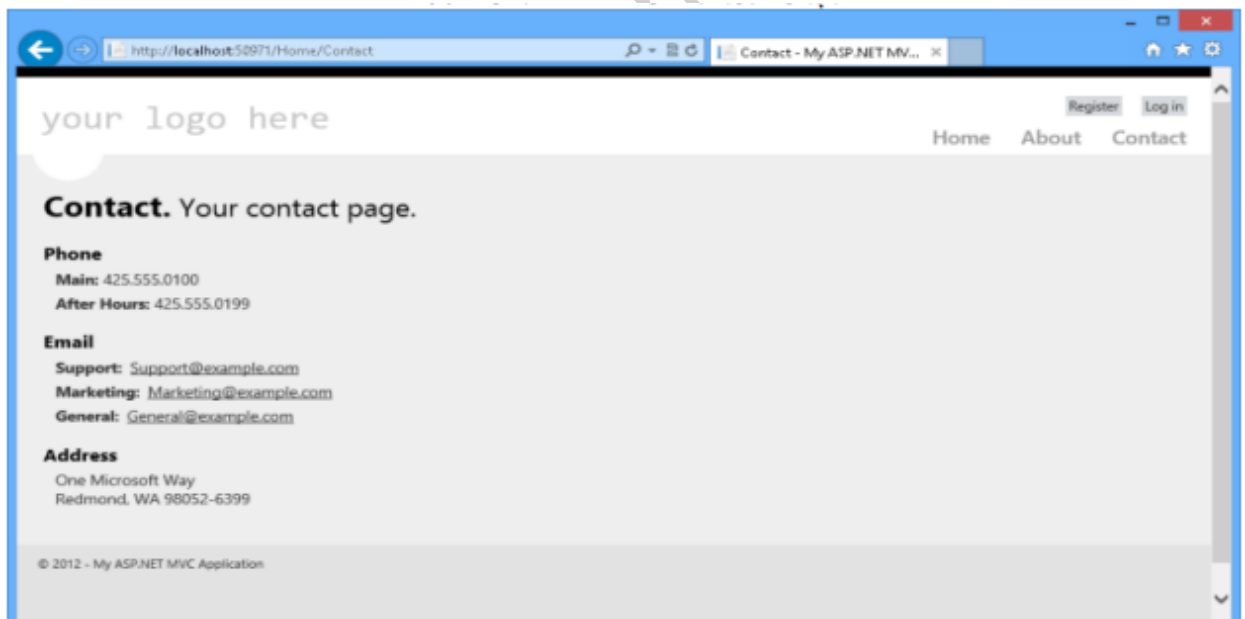 http://localhost:50971/Home/Contact
Contact - My ASP.NET MV...
Register Log in
your logo here
Home About Contact
Contact. Your contact page.
Phone
Main: 425.555.0100
After Hours: 425.555.0199
Email
Support: Support@example.com
Marketing: Marketing@example.com
General: General@example.com
Address
One Microsoft Way
Redmond, WA 98052-6399
© 2012 - My ASP.NET MVC Application